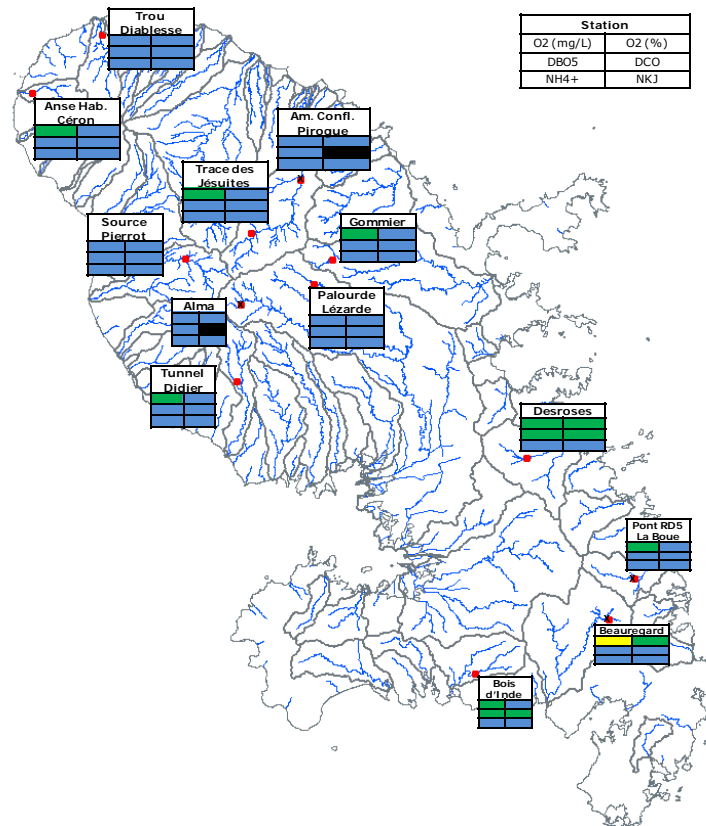 Trou
Diablesse
Station
O2 (mg/L) O2 (%)
DBO5 DCO
NH4+ NKJ
Anse Hab.
Céron
Am. Confl.
Pirogue
Trace des
Jésuites
Source
Pierrot
Gommier
Alma
Palourde
Lézarde
Tunnel
Didier
Desroses
Pont RD5
La Boue
Beauregard
Bois
d'Inde
X
X
X
X